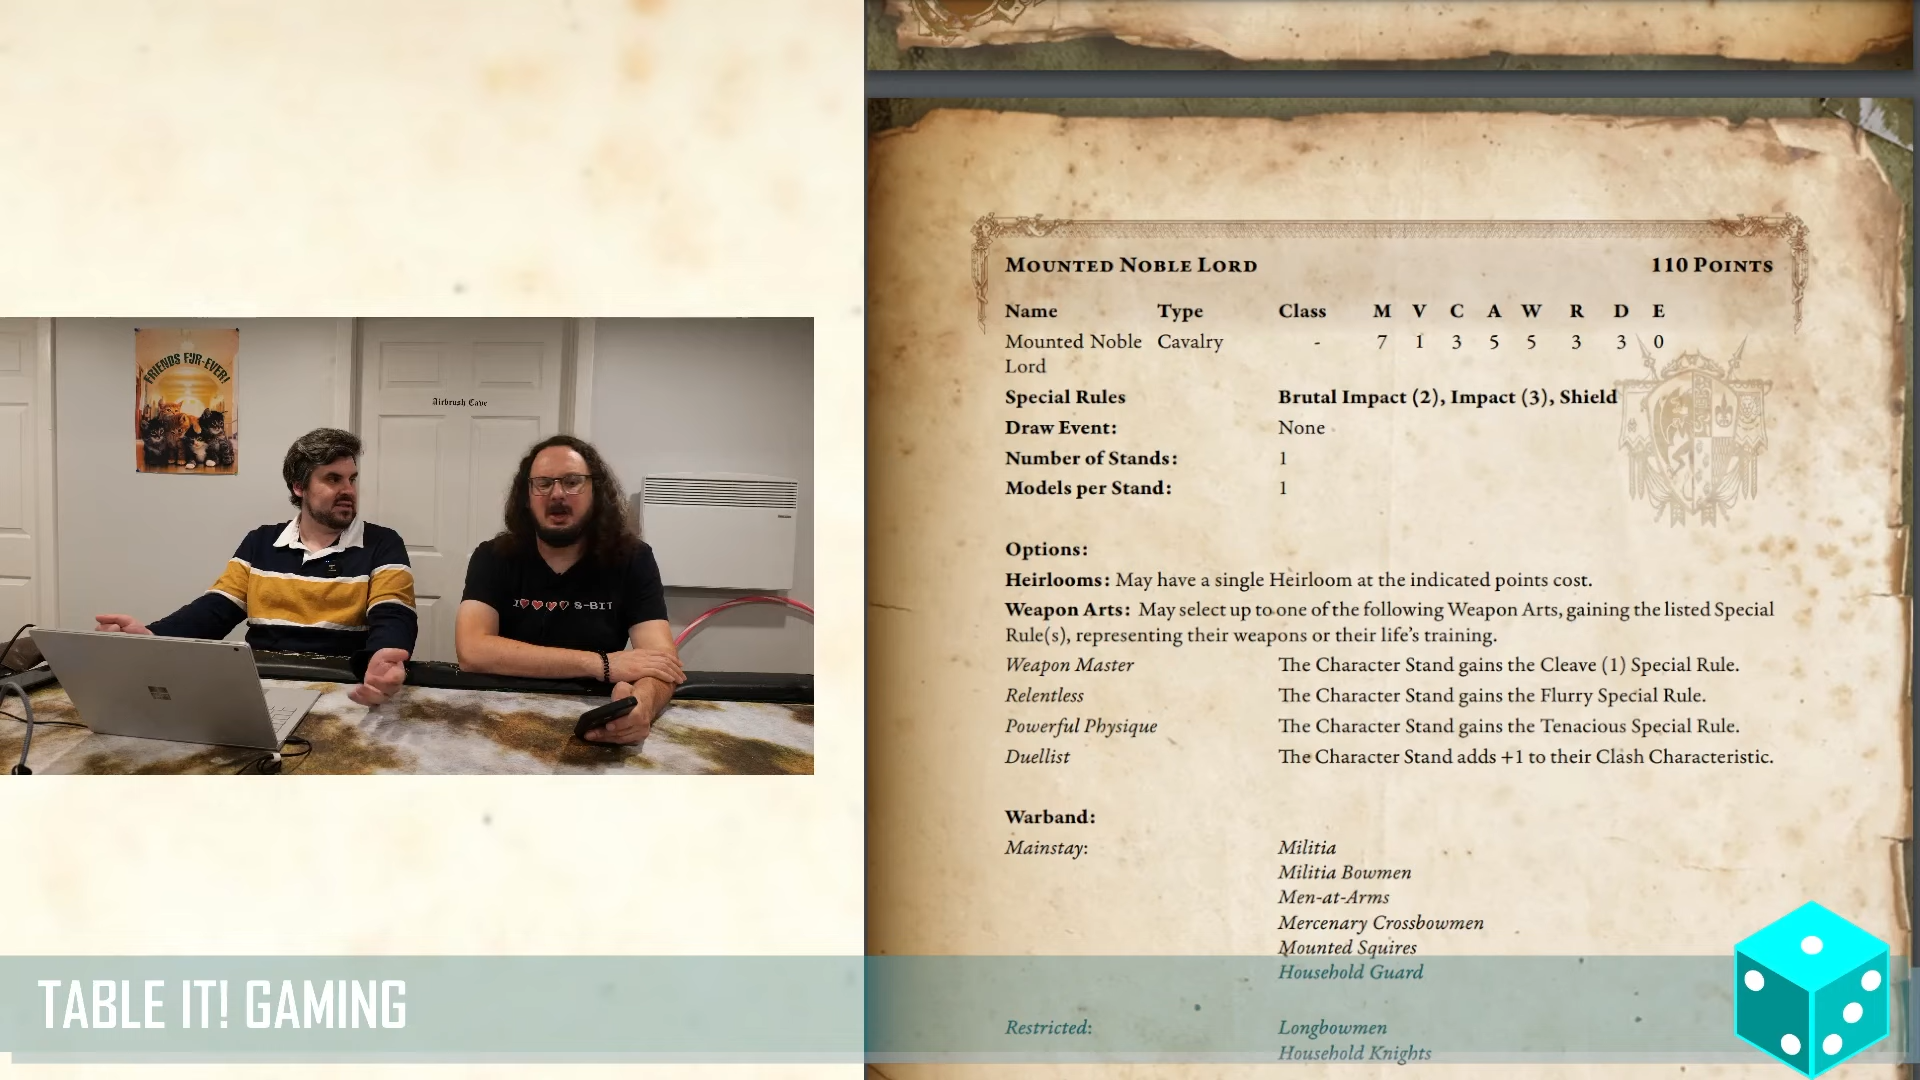 FRIENDS FUR-EVER!
Airbrush Cave
I 8-BIT
TABLE IT! GAMING
MOUNTED NOBLE LORD 110 POINTS
Name Type Class M V C A W R D E
Mounted Noble Cavalry - 7 1 3 5 5 3 3 0
Lord
Special Rules Brutal Impact (2), Impact (3), Shield
Draw Event: None
Number of Stands: 1
Models per Stand: 1
Options:
Heirlooms: May have a single Heirloom at the indicated points cost.
Weapon Arts: May select up to one of the following Weapon Arts, gaining the listed Special
Rule(s), representing their weapons or their life's training.
Weapon Master The Character Stand gains the Cleave (1) Special Rule.
Relentless The Character Stand gains the Flurry Special Rule.
Powerful Physique The Character Stand gains the Tenacious Special Rule.
Duellist The Character Stand adds +1 to their Clash Characteristic.
Warband:
Mainstay: Militia
Militia Bowmen
Men-at-Arms
Mercenary Crossbowmen
Mounted Squires
Household Guard
Restricted: Longbowmen
Household Knights